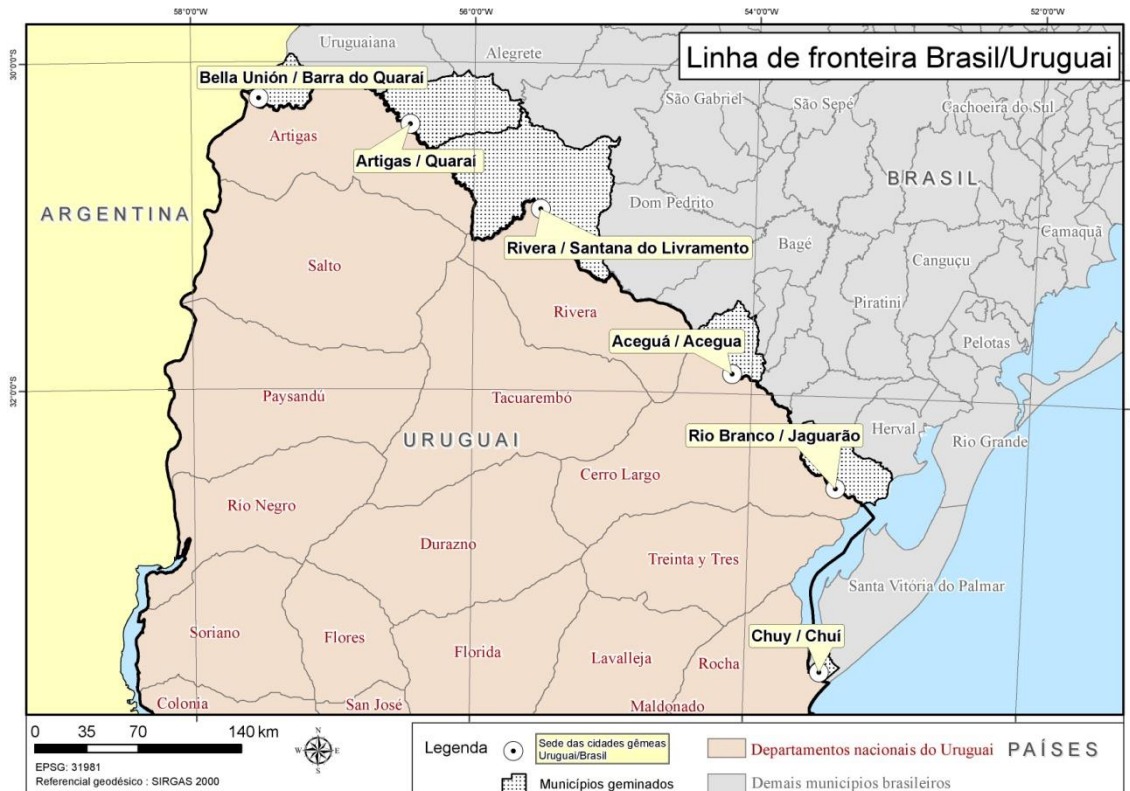 58°0'0"W
56°0'0"W
54°0'0"W
52°0'0"W
Linha de fronteira Brasil/Uruguai
Uruguaiana
Alegrete
30°0'0"S
Bella Unión / Barra do Quaraí
São Gabriel
São Sepé
Cachoeira do Sul
Artigas
Artigas / Quaraí
BRASIL
ARGENTINA
Dom Pedrito
Camaquã
Rivera / Santana do Livramento
Bagé
Canguçu
Salto
Rivera
Piratini
Aceguá / Acegua
Pelotas
32°0'0"S
Paysandú
Tacuarembó
URUGUAI
Rio Branco / Jaguarão
Herval
Rio Grande
Cerro Largo
Rio Negro
Durazno
Treinta y Tres
Santa Vitória do Palmar
Soriano
Flores
Florida
Lavalleja
Rocha
Chuy / Chuí
Colonia
San José
Maldonado
0 35 70 140 km
N
W E
S
EPSG: 31981
Referencial geodésico : SIRGAS 2000
Legenda
Sede das cidades gêmeas
Uruguai/Brasil
Municípios geminados
Departamentos nacionais do Uruguai
Demais municípios brasileiros
PAÍSES